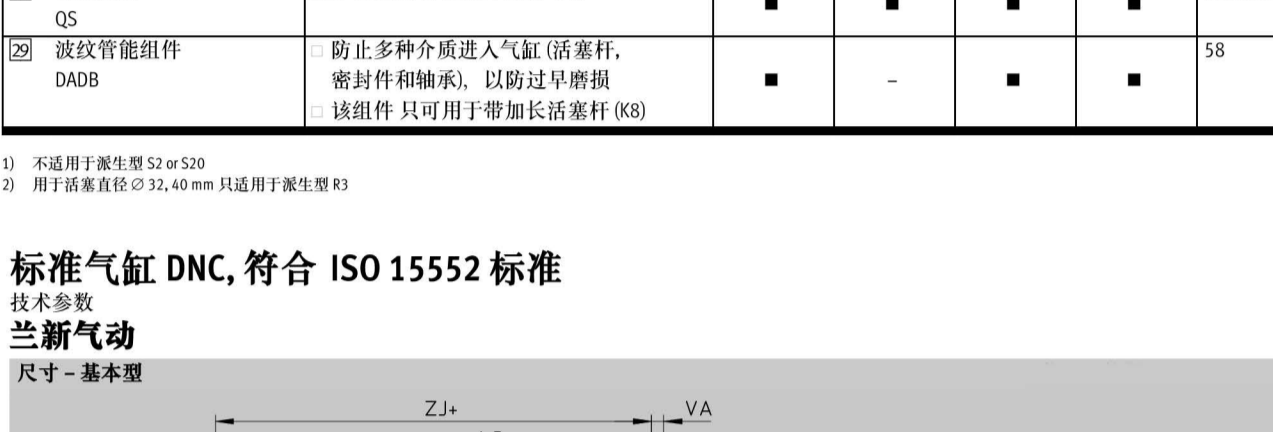 QS
29 波纹管能组件 □ 防止多种介质进入气缸 (活塞杆, 58
DADB 密封件和轴承), 以防过早磨损 ■ – ■ ■
□ 该组件 只可用于带加长活塞杆 (K8)
1) 不适用于派生型 S2 or S20
2) 用于活塞直径 ∅ 32, 40 mm 只适用于派生型 R3
标准气缸 DNC, 符合 ISO 15552 标准
技术参数
兰新气动
尺寸 – 基本型
ZJ+ VA